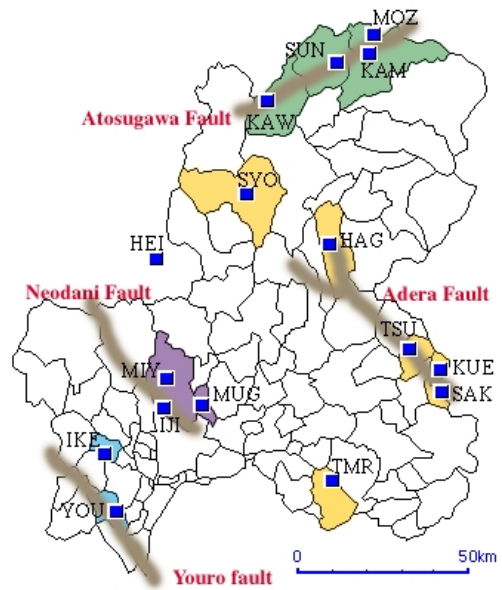 MOZ
SUN
KAM
Atosugawa Fault
KAW
SYO
HAG
HEI
Neodani Fault
Adera Fault
TSU
MIY
KUE
MUG
SAK
IJI
IKE
TMR
YOU
0 50km
Youro fault